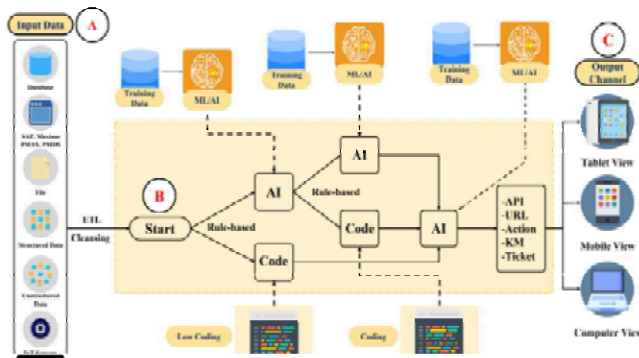 Input Data
A
Database
SAP, Maximo
File
Structured Data
Unstructured
Data
ETL
Cleansing
Training
Data
ML/AI
Training
Data
ML/AI
Training
Data
ML/AI
B
Start
Rule-based
AI
Code
Rule-based
AI
Code
AI
-API
-URL
-Action
-KM
-Ticket
Low Coding
Coding
C
Output
Channel
Tablet View
Mobile View
Computer View